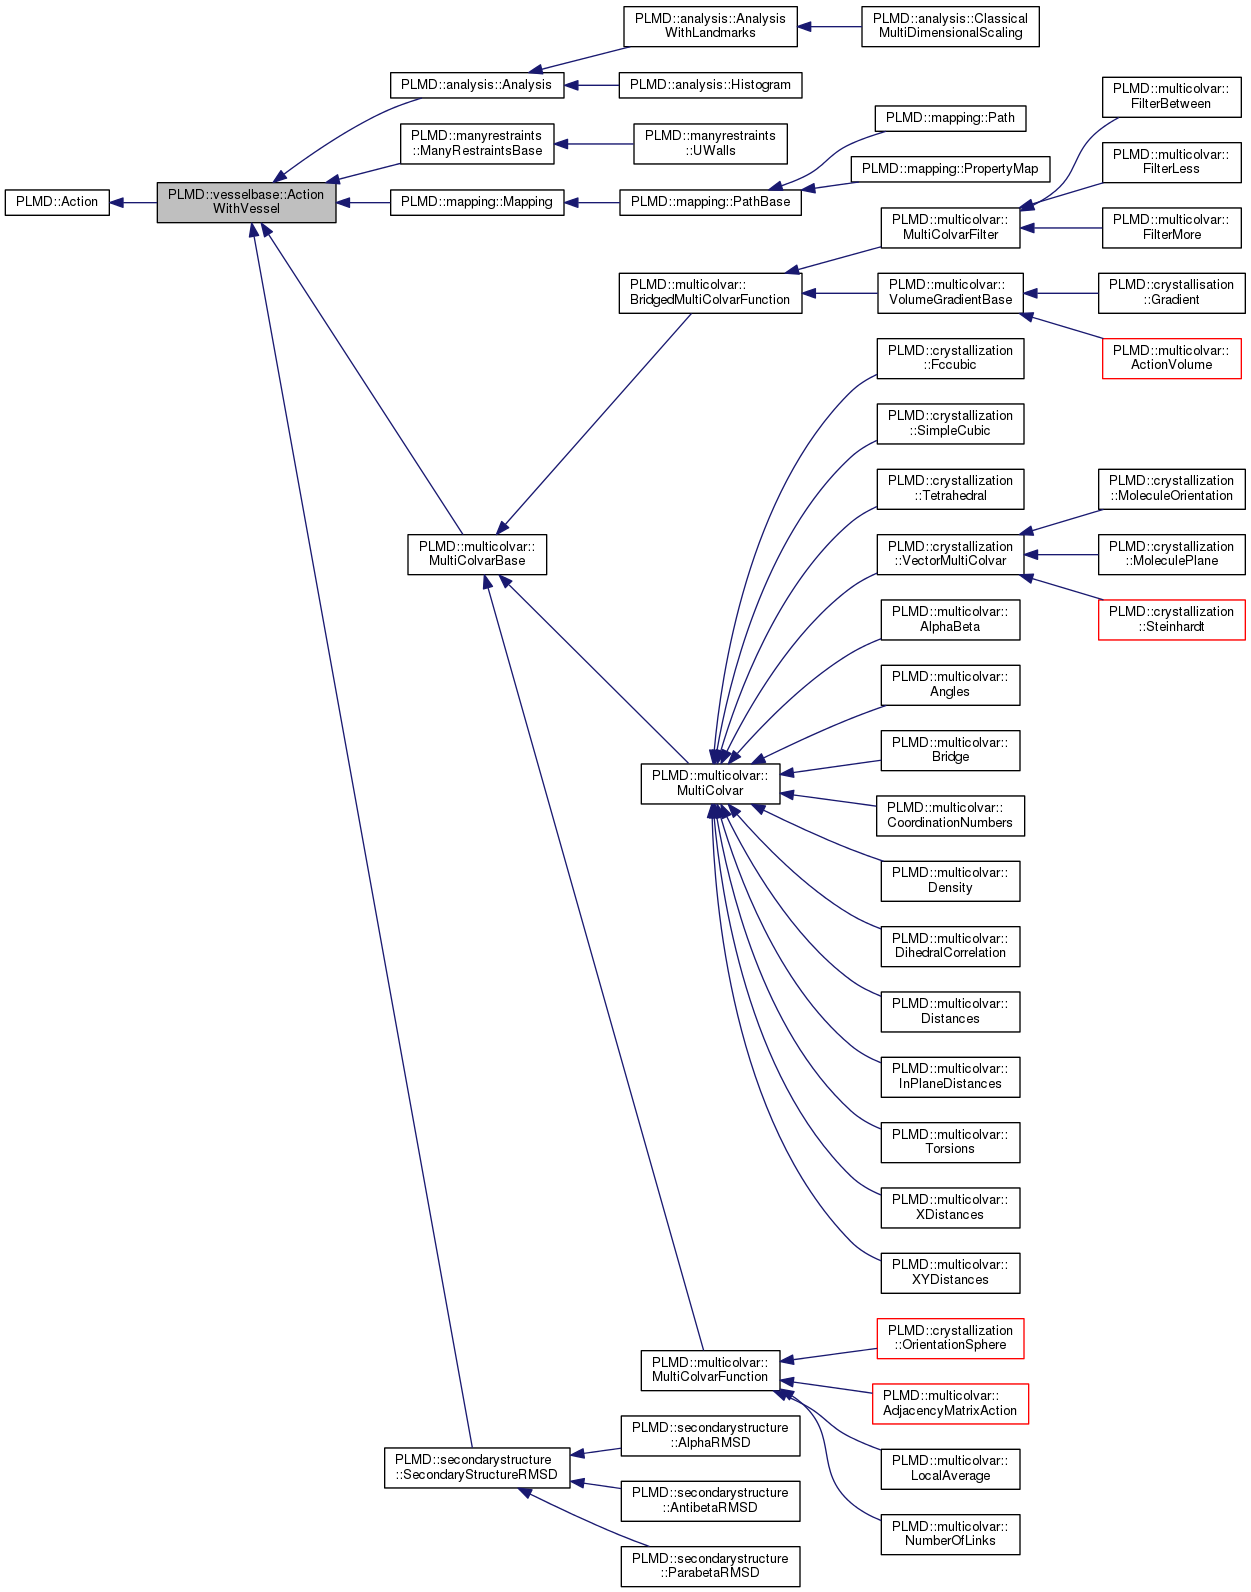 PLMD::analysis::Analysis
WithLandmarks
PLMD::analysis::Classical
MultiDimensionalScaling
PLMD::analysis::Analysis
PLMD::analysis::Histogram
PLMD::multicolvar::
FilterBetween
PLMD::mapping::Path
PLMD::manyrestraints
::ManyRestraintsBase
PLMD::manyrestraints
::UWalls
PLMD::multicolvar::
FilterLess
PLMD::mapping::PropertyMap
PLMD::Action
PLMD::vesselbase::Action
WithVessel
PLMD::mapping::Mapping
PLMD::mapping::PathBase
PLMD::multicolvar::
MultiColvarFilter
PLMD::multicolvar::
FilterMore
PLMD::multicolvar::
BridgedMultiColvarFunction
PLMD::multicolvar::
VolumeGradientBase
PLMD::crystallisation
::Gradient
PLMD::crystallization
::Fccubic
PLMD::multicolvar::
ActionVolume
PLMD::crystallization
::SimpleCubic
PLMD::crystallization
::Tetrahedral
PLMD::crystallization
::MoleculeOrientation
PLMD::multicolvar::
MultiColvarBase
PLMD::crystallization
::VectorMultiColvar
PLMD::crystallization
::MoleculePlane
PLMD::multicolvar::
AlphaBeta
PLMD::crystallization
::Steinhardt
PLMD::multicolvar::
Angles
PLMD::multicolvar::
Bridge
PLMD::multicolvar::
MultiColvar
PLMD::multicolvar::
CoordinationNumbers
PLMD::multicolvar::
Density
PLMD::multicolvar::
DihedralCorrelation
PLMD::multicolvar::
Distances
PLMD::multicolvar::
InPlaneDistances
PLMD::multicolvar::
Torsions
PLMD::multicolvar::
XDistances
PLMD::multicolvar::
XYDistances
PLMD::crystallization
::OrientationSphere
PLMD::multicolvar::
MultiColvarFunction
PLMD::multicolvar::
AdjacencyMatrixAction
PLMD::secondarystructure
::AlphaRMSD
PLMD::multicolvar::
LocalAverage
PLMD::secondarystructure
::SecondaryStructureRMSD
PLMD::secondarystructure
::AntibetaRMSD
PLMD::multicolvar::
NumberOfLinks
PLMD::secondarystructure
::ParabetaRMSD